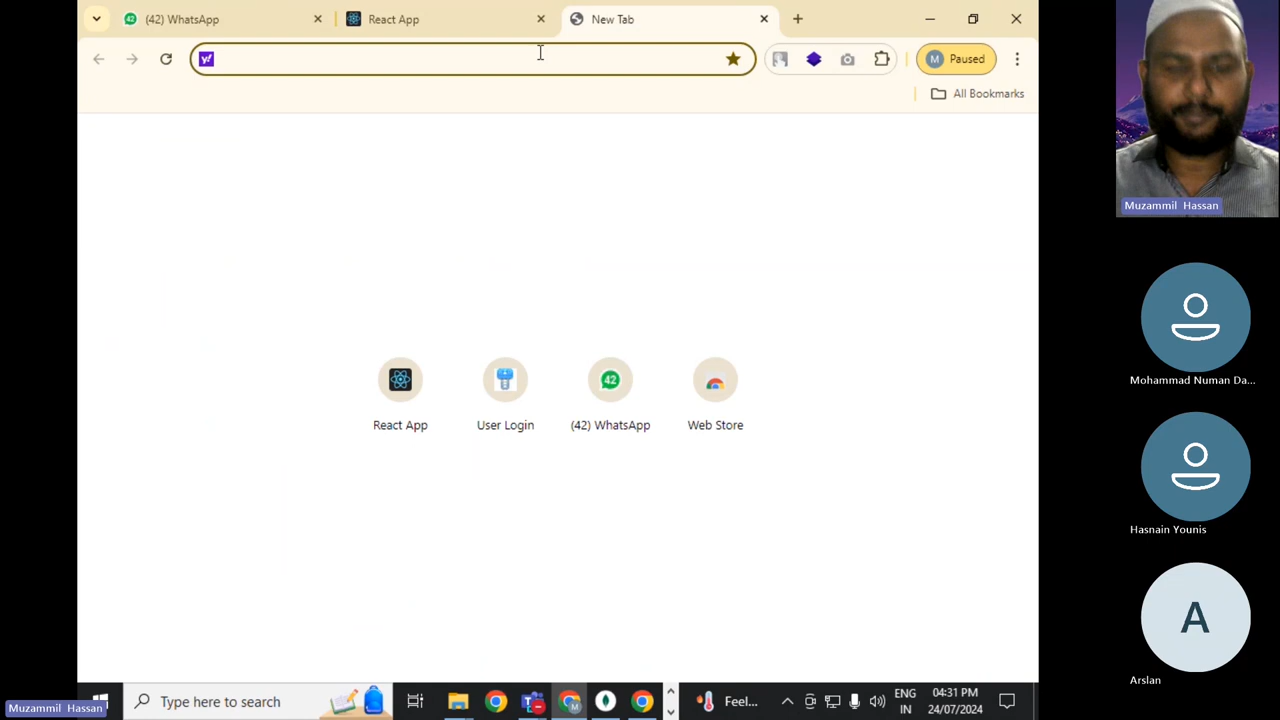 42
(42) WhatsApp
React App
New Tab
y!
M
Paused
All Bookmarks
42
React App
User Login
(42) WhatsApp
Web Store
Muzammil Hassan
Mohammad Numan Da...
Hasnain Younis
A
Arslan
Type here to search
M
Feel...
ENG
IN
04:31 PM
24/07/2024
Muzammil Hassan